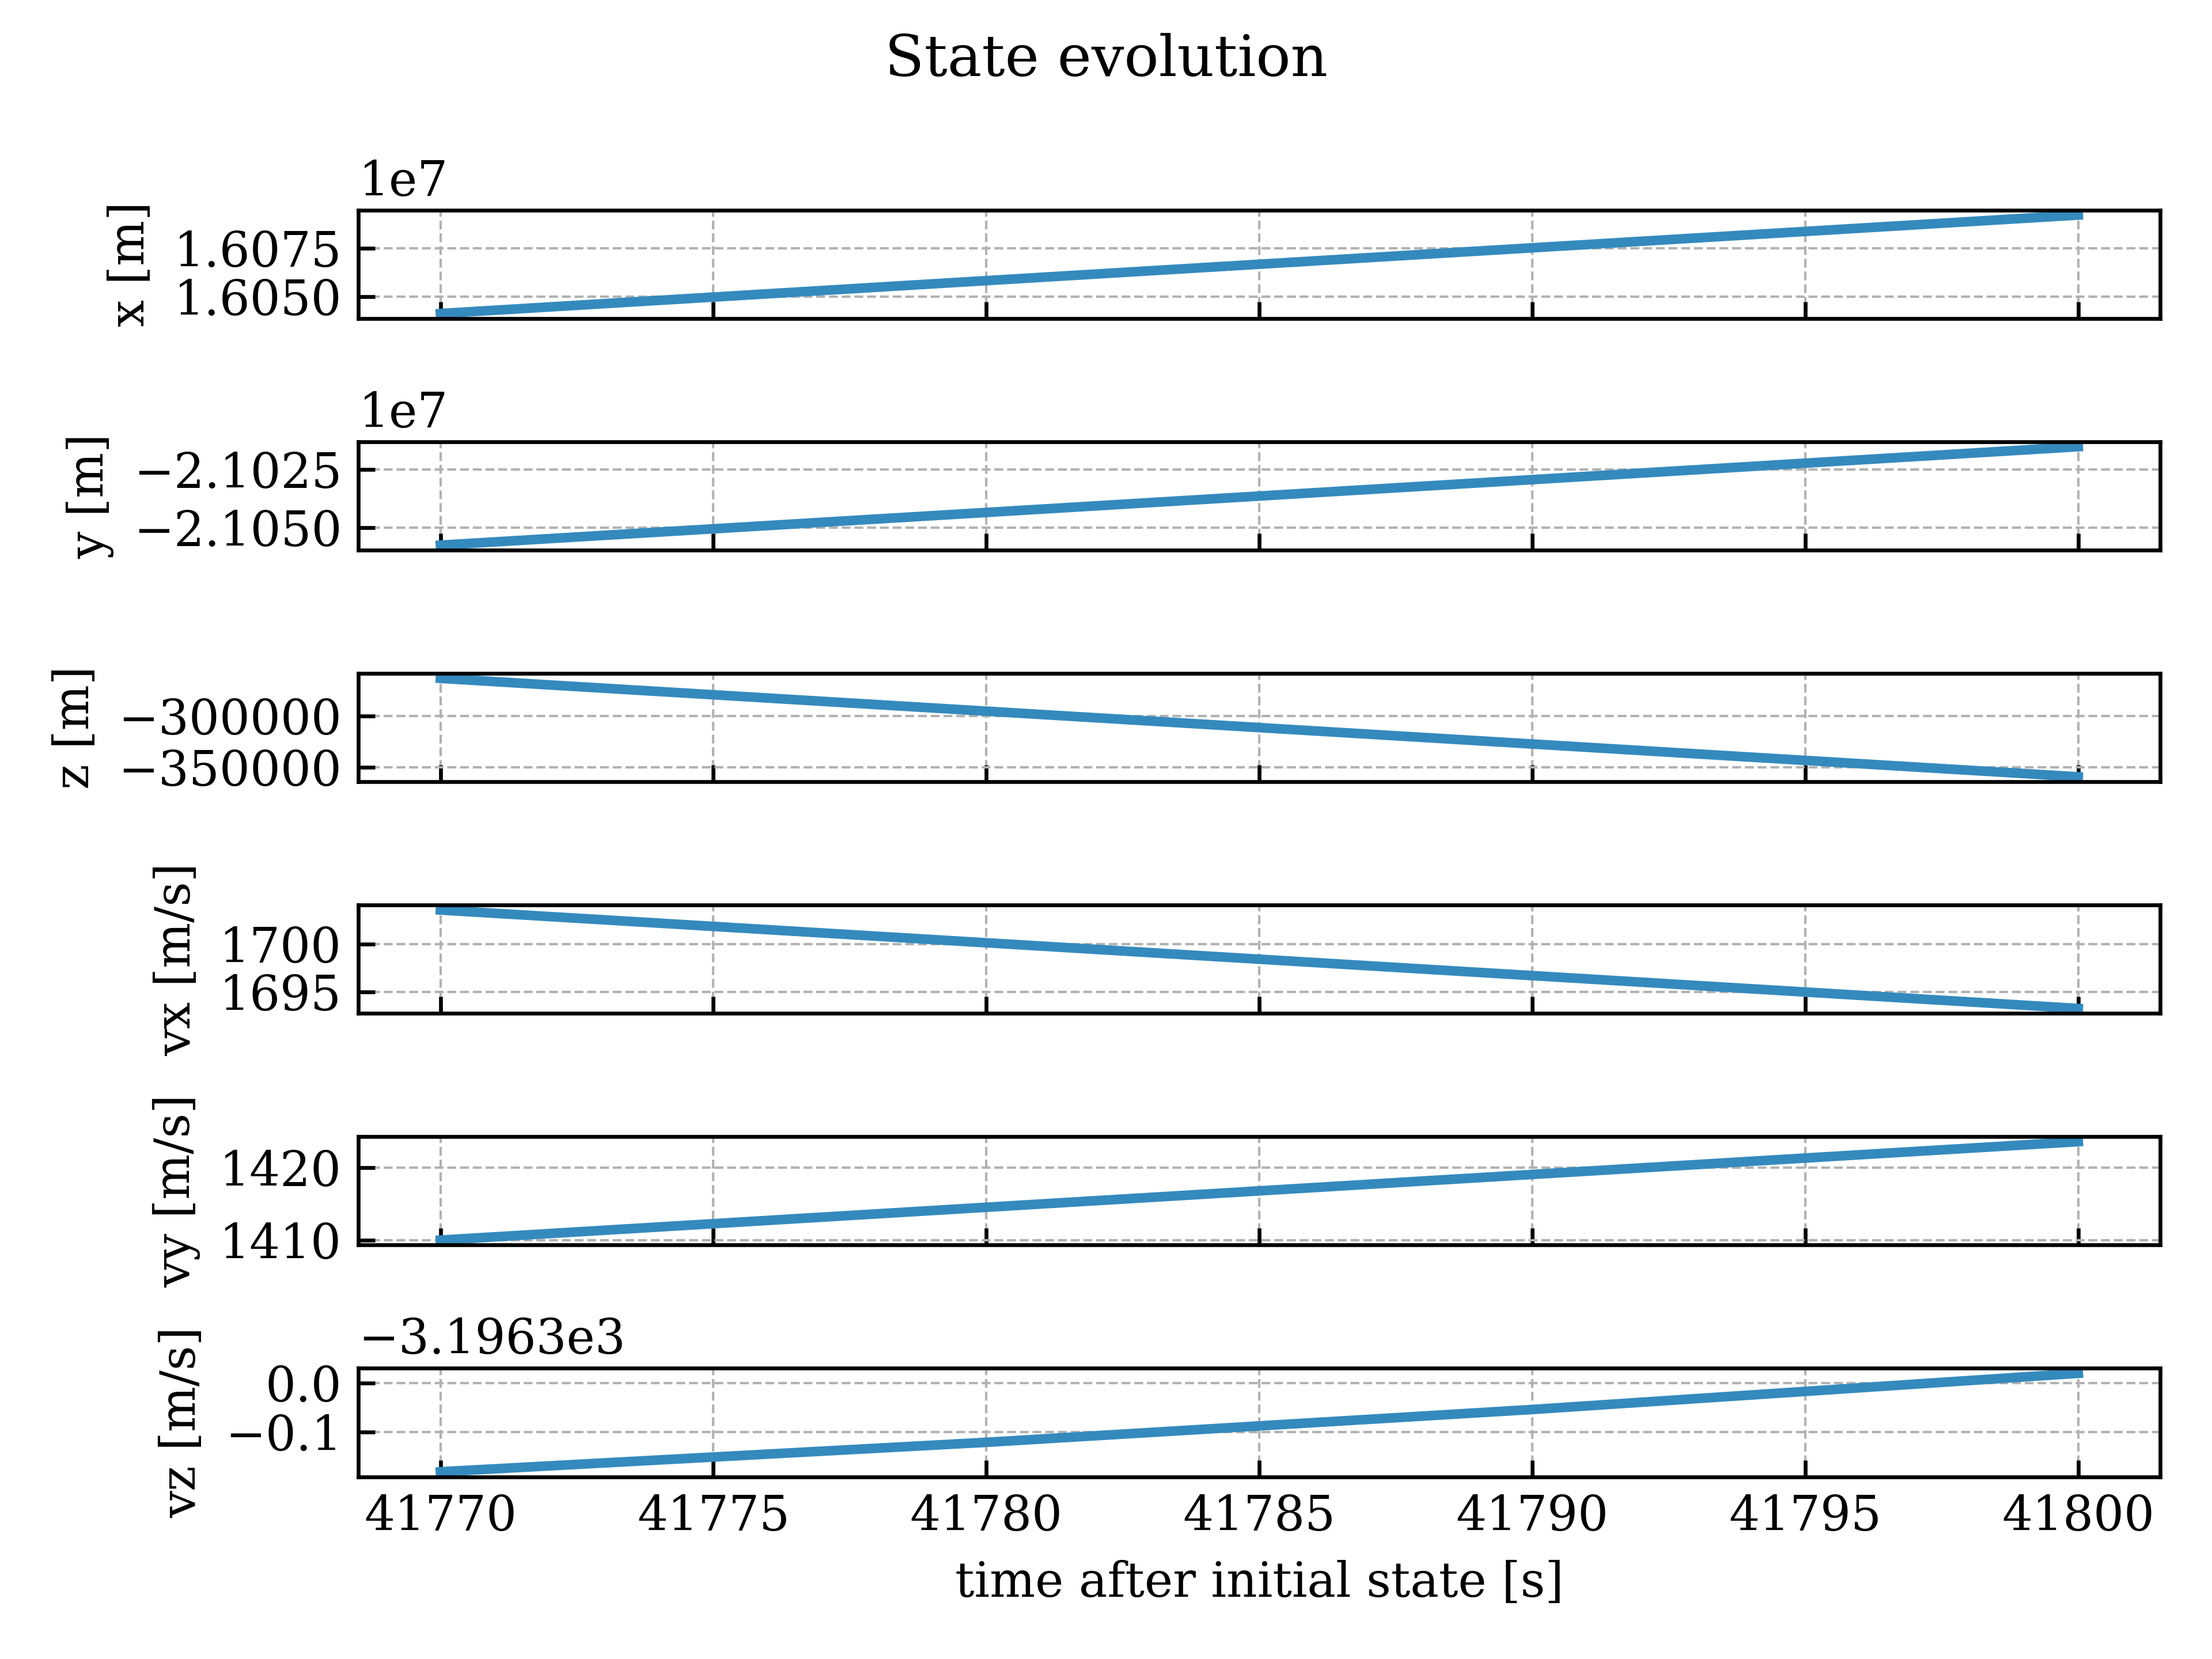 State evolution
1e7
x [m]
1.6075
1.6050
1e7
y [m]
−2.1025
−2.1050
z [m]
−300000
−350000
vx [m/s]
1700
1695
vy [m/s]
1420
1410
−3.1963e3
vz [m/s]
0.0
−0.1
41770 41775 41780 41785 41790 41795 41800
time after initial state [s]